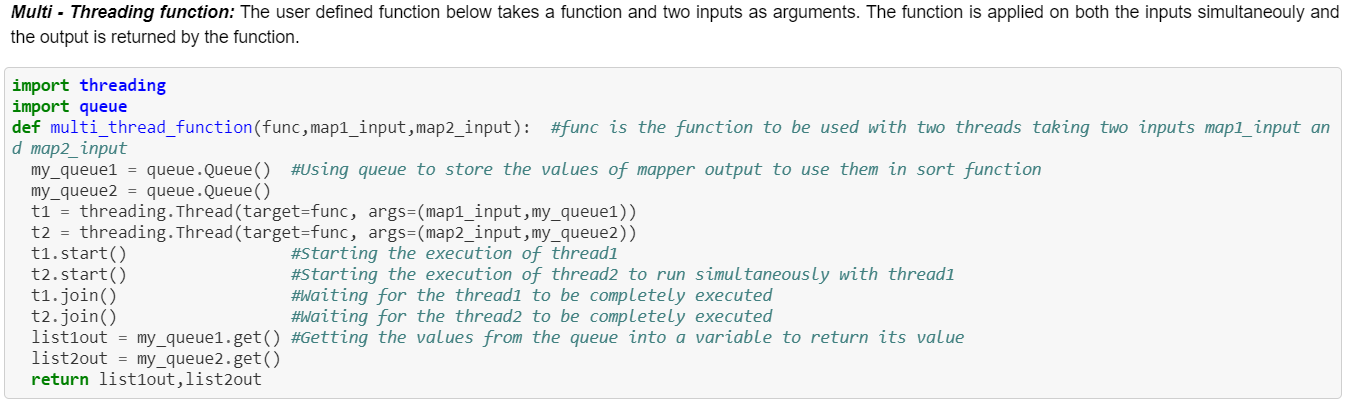 Multi - Threading function: The user defined function below takes a function and two inputs as arguments. The function is applied on both the inputs simultaneouly and
the output is returned by the function.
import threading
import queue
def multi_thread_function(func,map1_input,map2_input):  #func is the function to be used with two threads taking two inputs map1_input an
d map2_input
  my_queue1 = queue.Queue()  #Using queue to store the values of mapper output to use them in sort function
  my_queue2 = queue.Queue()
  t1 = threading.Thread(target=func, args=(map1_input,my_queue1))
  t2 = threading.Thread(target=func, args=(map2_input,my_queue2))
  t1.start()               #Starting the execution of thread1
  t2.start()               #Starting the execution of thread2 to run simultaneously with thread1
  t1.join()                #Waiting for the thread1 to be completely executed
  t2.join()                #Waiting for the thread2 to be completely executed
  list1out = my_queue1.get() #Getting the values from the queue into a variable to return its value
  list2out = my_queue2.get()
  return list1out,list2out